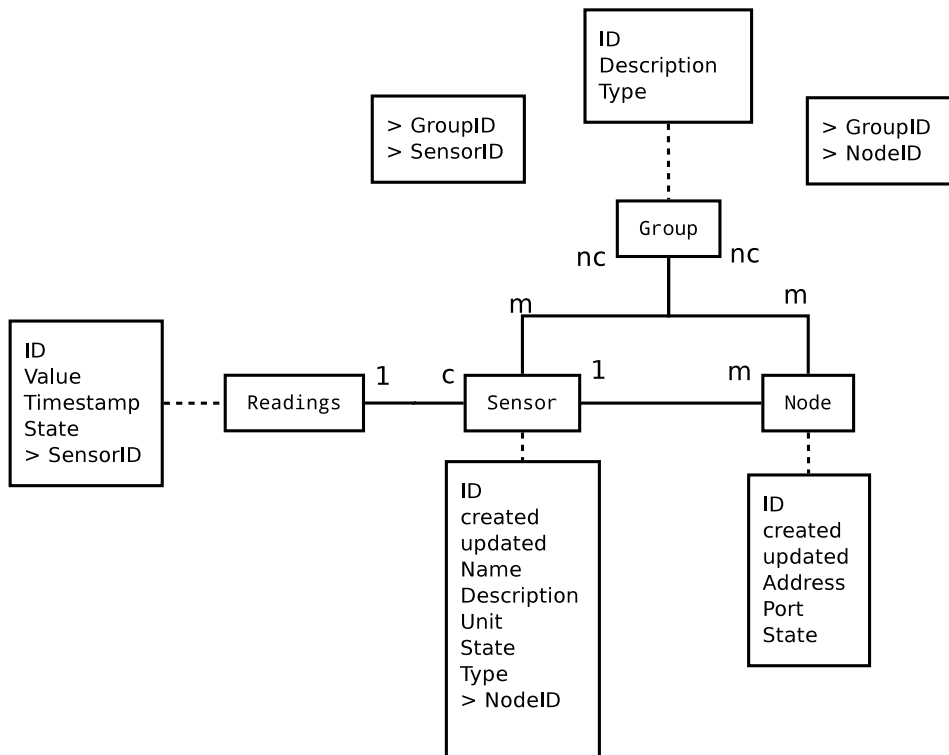 ID
Description
Type
> GroupID
> SensorID
> GroupID
> NodeID
Group
nc
nc
m
m
ID
Value
Timestamp
State
> SensorID
Readings
1
c
Sensor
1
m
Node
ID
created
updated
Name
Description
Unit
State
Type
> NodeID
ID
created
updated
Address
Port
State